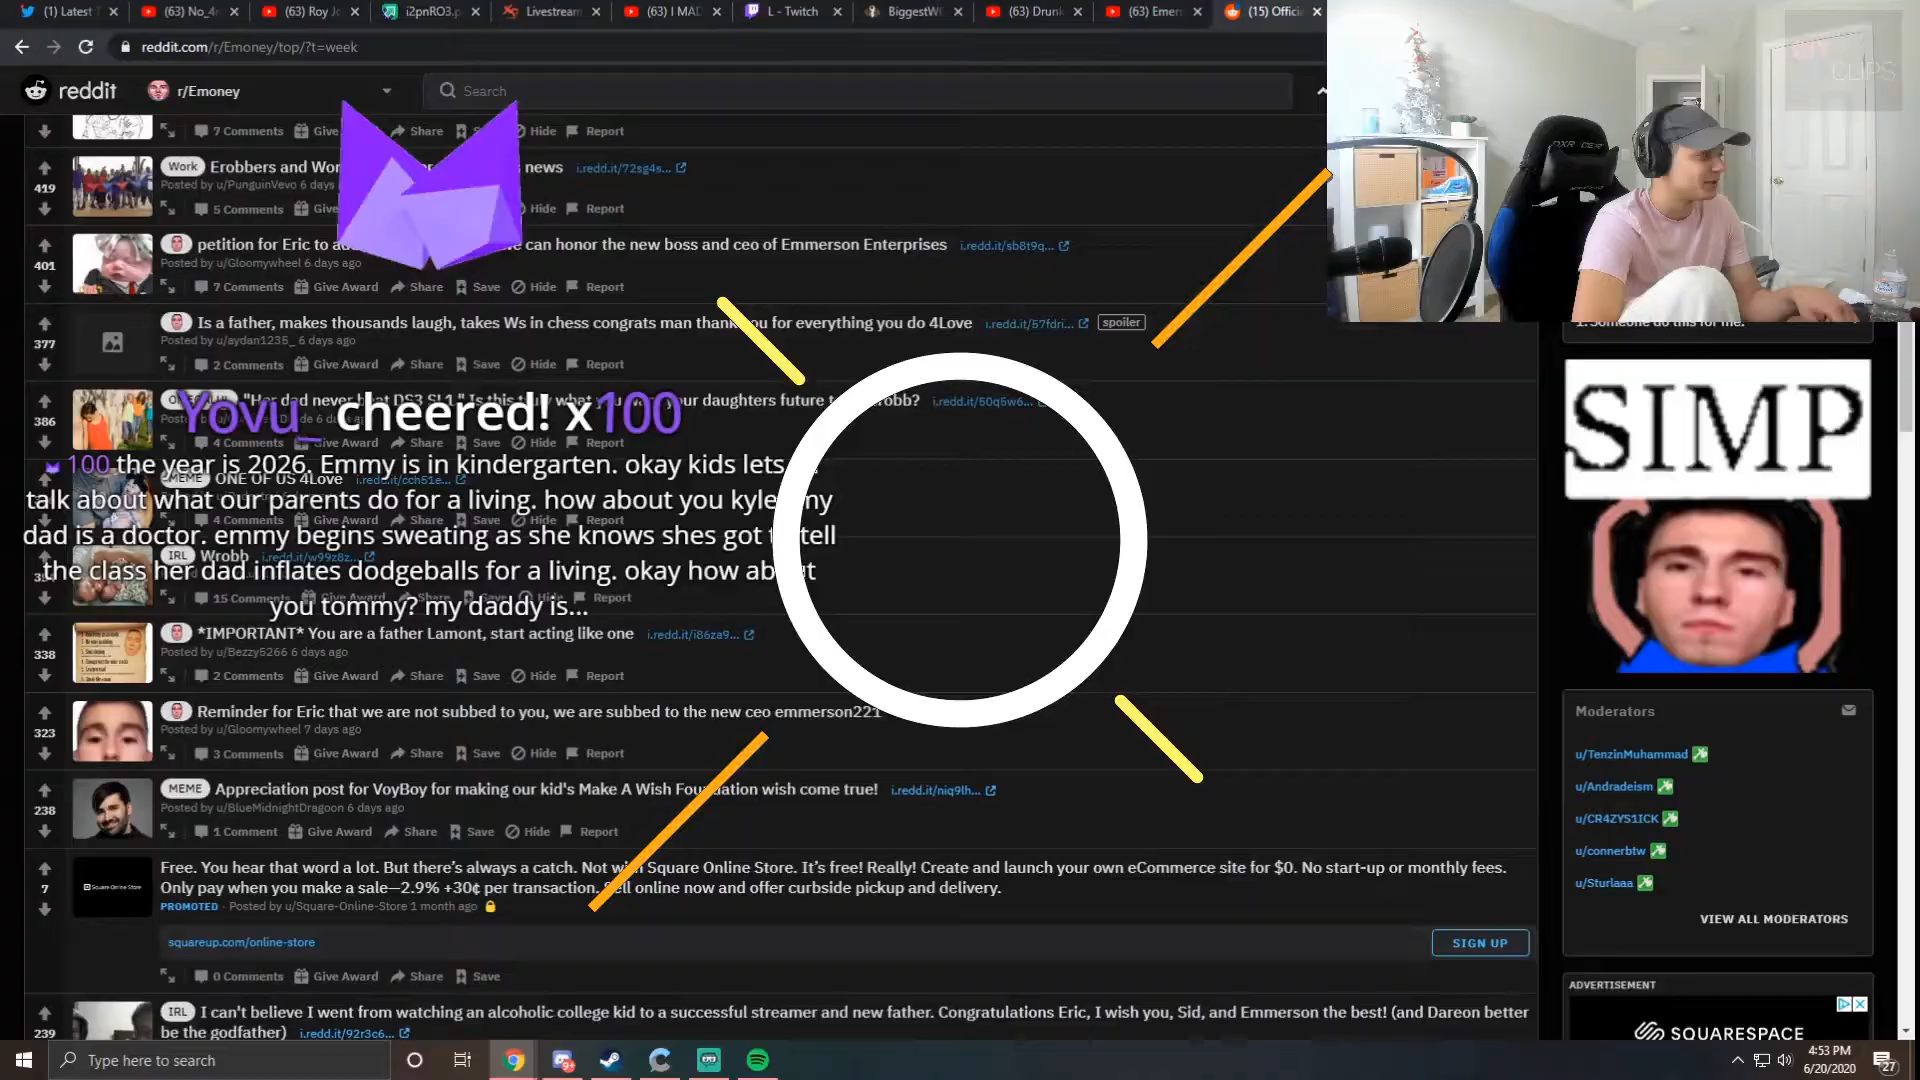 (1) Latest T
(63) No_4r
(63) Roy Jo
i2pnRO3.p
Livestream
(63) I MAD
L - Twitch
BiggestW
(63) Drunk
(63) Emer
(15) Offici
reddit.com/r/Emoney/top/?t=week
reddit
r/Emoney
Search
CLIPS
7 Comments Give Share Hide Report
419
Work Erobbers and Wor news i.redd.it/72sg4s...
Posted by u/PunguinVevo 6 days
5 Comments Give Hide Report
401
petition for Eric to a can honor the new boss and ceo of Emmerson Enterprises i.redd.it/sb8t9q...
Posted by u/Gloomywheel 6 days ago
7 Comments Give Award Share Save Hide Report
377
Is a father, makes thousands laugh, takes Ws in chess congrats man thank you for everything you do 4Love i.redd.it/57fdri... spoiler
Posted by u/aydan1235_ 6 days ago
2 Comments Give Award Share Save Hide Report
386
"Her dad never beat DS3 SL1." Is this your daughters future i.redd.it/50q5w6...
4 Comments Give Award Share Save Hide Report
Yovu_ cheered! x100
100 the year is 2026. Emmy is in kindergarten. okay kids lets
talk about what our parents do for a living. how about you kyle my
dad is a doctor. emmy begins sweating as she knows shes got tell
the class her dad inflates dodgeballs for a living. okay how about
you tommy? my daddy is...
MEME ONE OF US 4Love i.redd.it/cch51e...
4 Comments Give Award Share Save Hide Report
IRL Wrobb i.redd.it/w99z8z...
15 Comments Give Award Share Save Hide Report
338
*IMPORTANT* You are a father Lamont, start acting like one i.redd.it/i86za9...
Posted by u/Bezzy5266 6 days ago
2 Comments Give Award Share Save Hide Report
323
Reminder for Eric that we are not subbed to you, we are subbed to the new ceo emmerson221
Posted by u/Gloomywheel 7 days ago
3 Comments Give Award Share Save Hide Report
238
MEME Appreciation post for VoyBoy for making our kid's Make A Wish Foundation wish come true! i.redd.it/niq9lh...
Posted by u/BlueMidnightDragoon 6 days ago
1 Comment Give Award Share Save Hide Report
7
Square Online Store
Free. You hear that word a lot. But there's always a catch. Not with Square Online Store. It's free! Really! Create and launch your own eCommerce site for $0. No start-up or monthly fees.
Only pay when you make a sale—2.9% +30¢ per transaction. Sell online now and offer curbside pickup and delivery.
PROMOTED · Posted by u/Square-Online-Store 1 month ago
squareup.com/online-store
SIGN UP
0 Comments Give Award Share Save
239
IRL I can't believe I went from watching an alcoholic college kid to a successful streamer and new father. Congratulations Eric, I wish you, Sid, and Emmerson the best! (and Dareon better
be the godfather) i.redd.it/92r3c6...
1. Someone do this for me.
SIMP
Moderators
u/TenzinMuhammad
u/Andradeism
u/CR4ZYS1ICK
u/connerbtw
u/Sturlaaa
VIEW ALL MODERATORS
ADVERTISEMENT
SQUARESPACE
Type here to search
9+
4:53 PM
6/20/2020
27